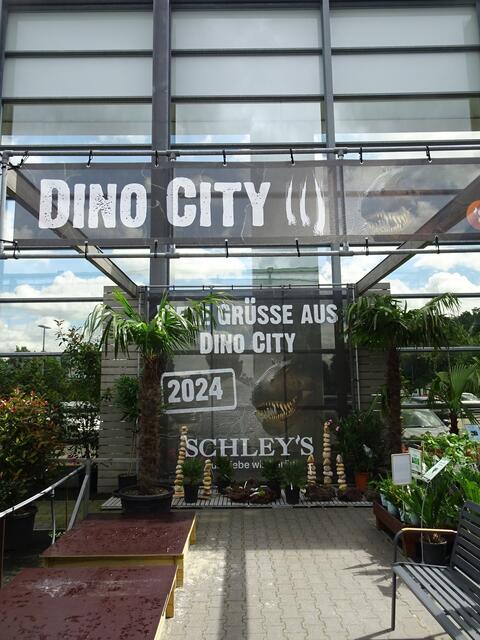 DINO CITY
GRÜSSE AUS
DINO CITY
2024
SCHLEY'S